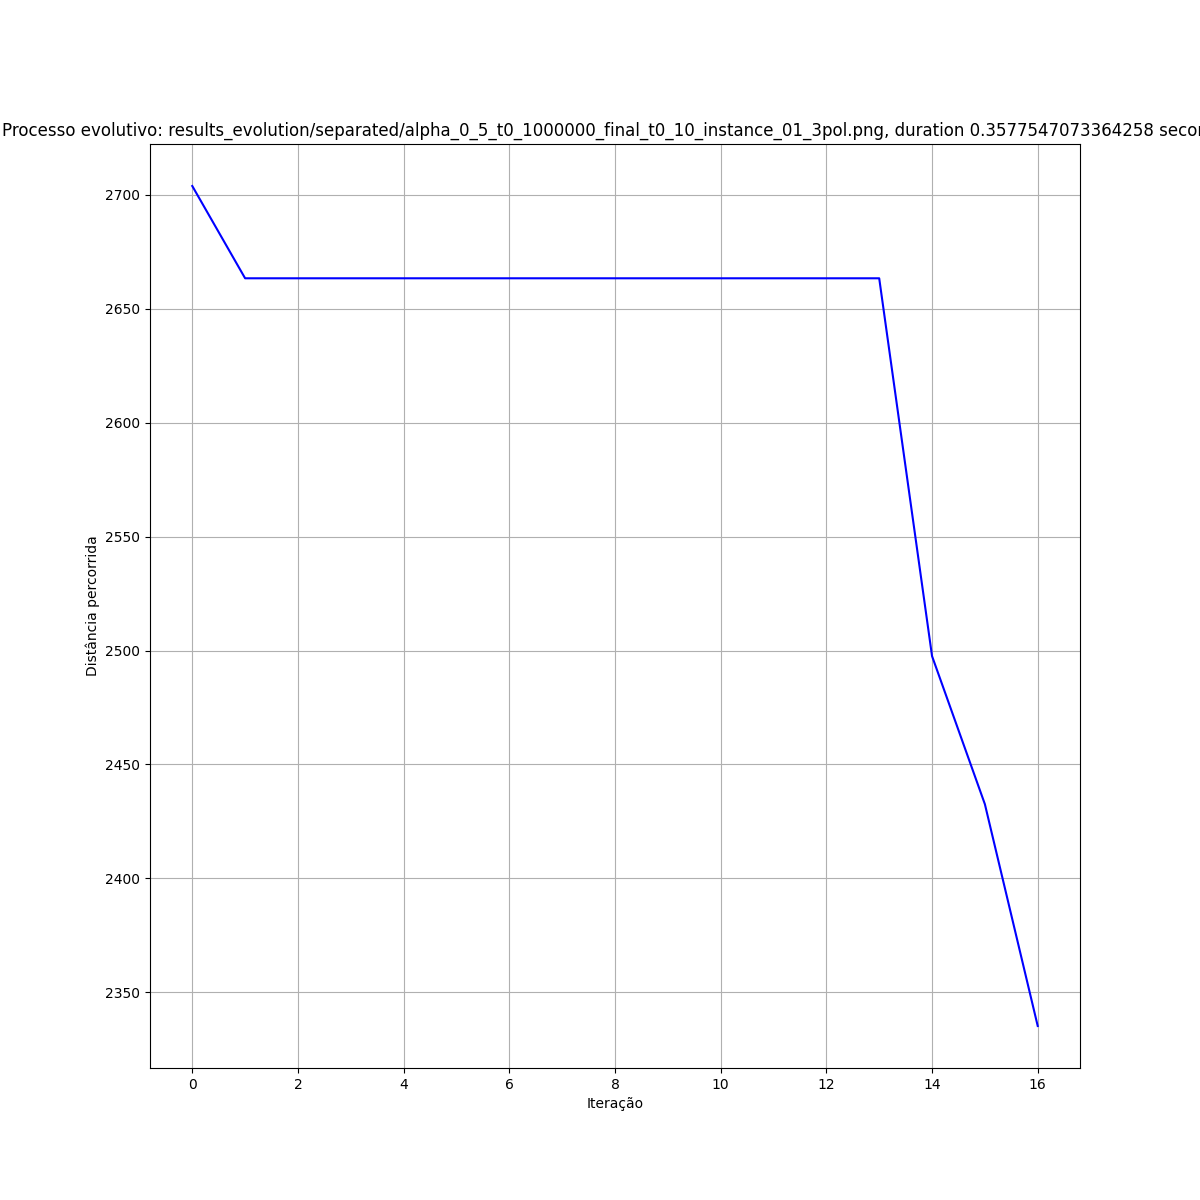 Processo evolutivo: results_evolution/separated/alpha_0_5_t0_1000000_final_t0_10_instance_01_3pol.png, duration 0.3577547073364258
2700
2650
2600
2550
2500
2450
2400
2350
Distância percorrida
0 2 4 6 8 10 12 14 16
Iteração